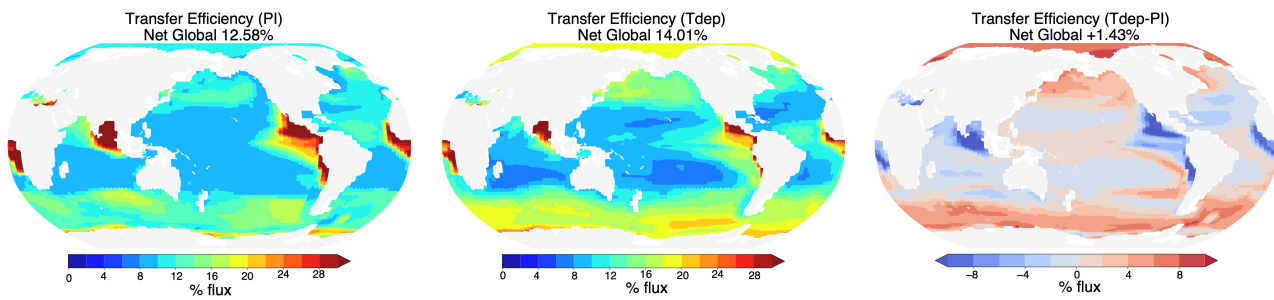 Transfer Efficiency (PI)
Net Global 12.58%
0 4 8 12 16 20 24 28
% flux
Transfer Efficiency (Tdep)
Net Global 14.01%
0 4 8 12 16 20 24 28
% flux
Transfer Efficiency (Tdep-PI)
Net Global +1.43%
−8 −4 0 4 8
% flux